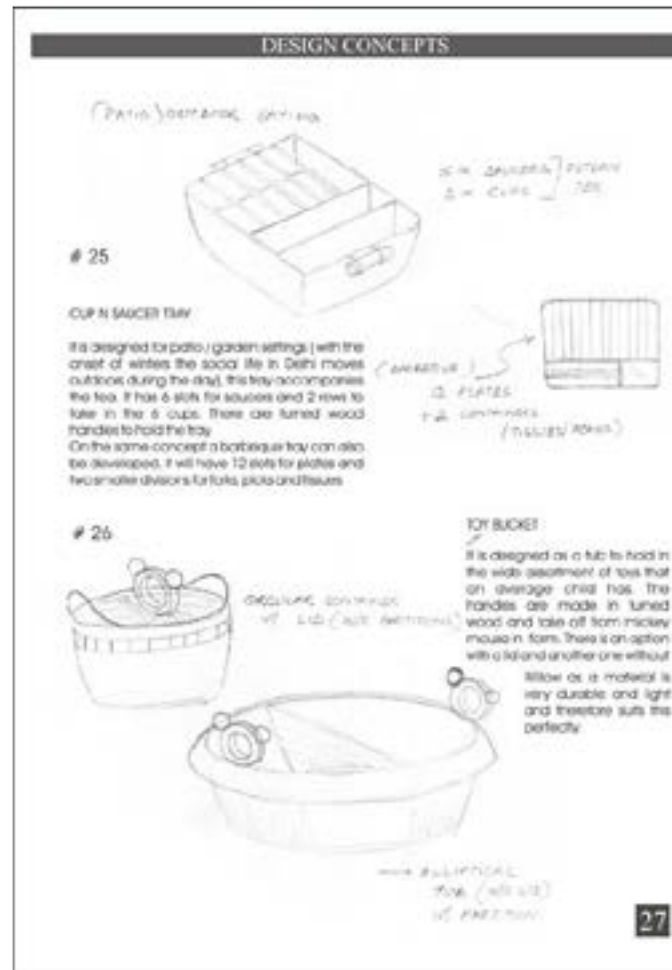 DESIGN CONCEPTS
(PATIO) OUTDOOR
6 × SAUCERS
2 × CUPS
# 25
CUP N SAUCER TRAY
It is designed for patio / garden settings (with the
onset of winters the social life in Delhi moves
outdoors during the day), this tray accompanies
the tea. It has 6 slots for saucers and 2 rows to
take in the 6 cups. There are turned wood
handles to hold the tray
On the same concept a barbeque tray can also
be developed, it will have 12 slots for plates and
two smaller divisions for forks, picks and tissues
(BARBEQUE)
12 PLATES
+ 2 CONTAINERS
# 26
TOY BUCKET
It is designed as a tub to hold in
the wide assortment of toys that
an average child has. The
handles are made in turned
wood and take off from mickey
mouse in form. There is an option
with a lid and another one without
Willow as a material is
very durable and light
and therefore suits this
perfectly
CIRCULAR CONTAINER
W/ LID (W/O PARTITIONS)
ELLIPTICAL
TUB (W/O LID)
W/ PARTITION
27